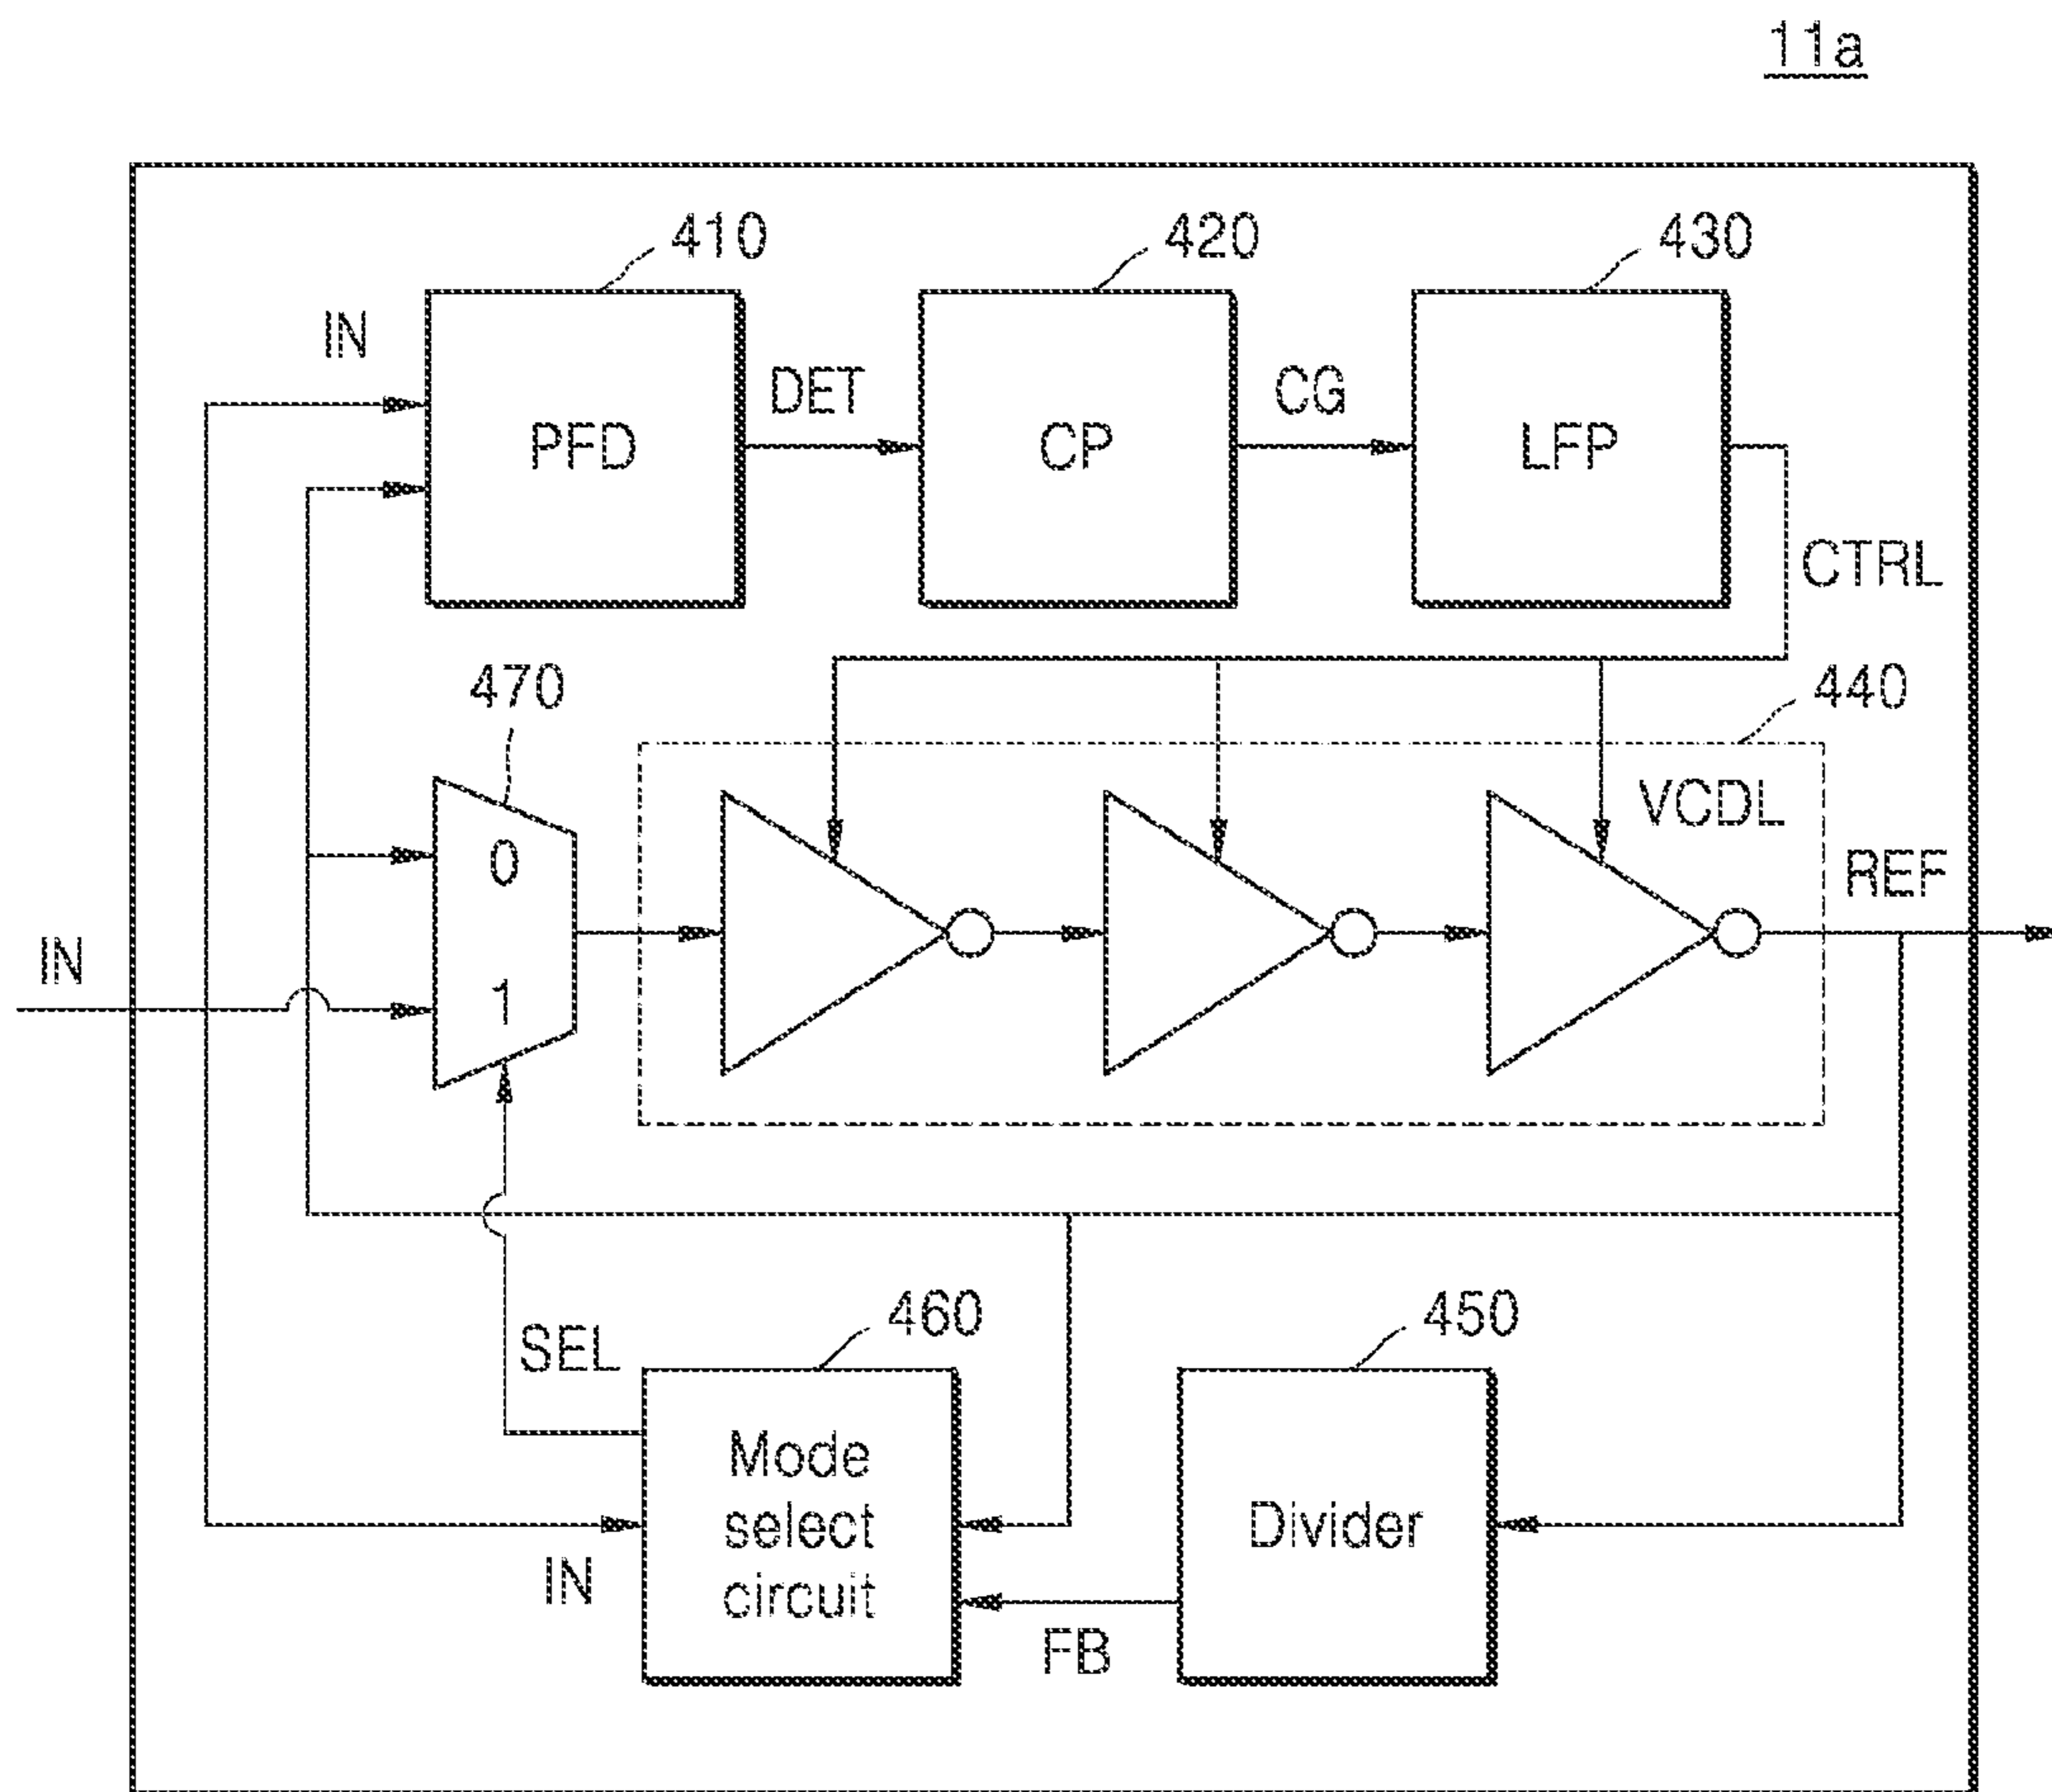 11a
410
420
430
IN
DET
CG
PFD
CP
LFP
CTRL
470
440
0
VCDL
REF
IN
1
460
450
SEL
Mode
select
circuit
Divider
IN
FB